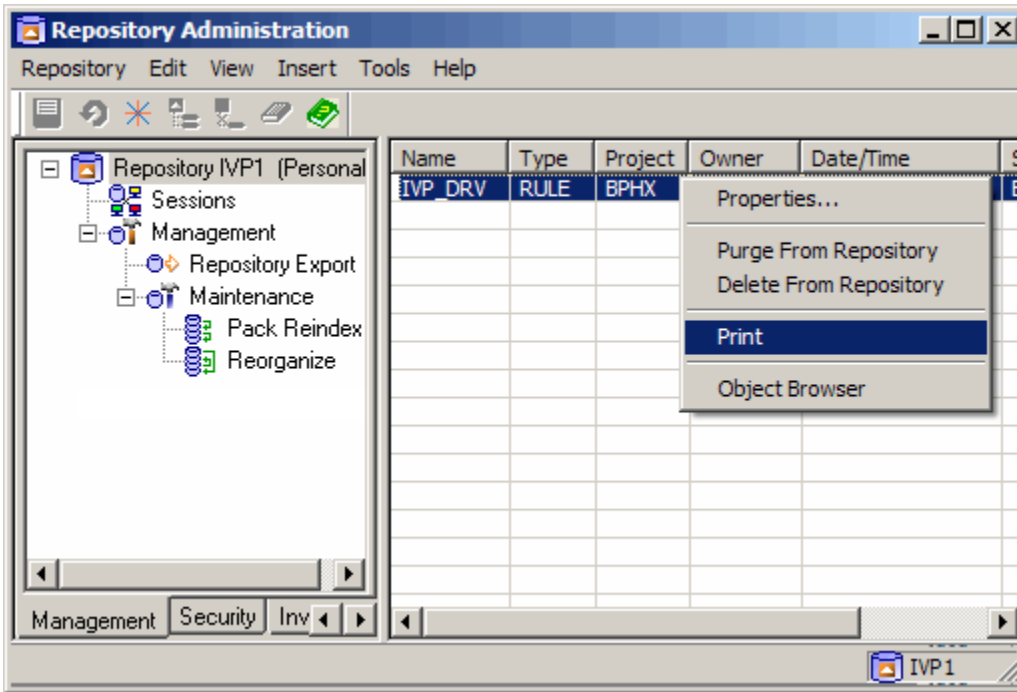 Repository Administration
Repository Edit View Insert Tools Help
Repository IVP1 (Personal
Sessions
Management
Repository Export
Maintenance
Pack Reindex
Reorganize
Management Security Inv
Name Type Project Owner Date/Time
IVP_DRV RULE BPHX
Properties...
Purge From Repository
Delete From Repository
Print
Object Browser
IVP1